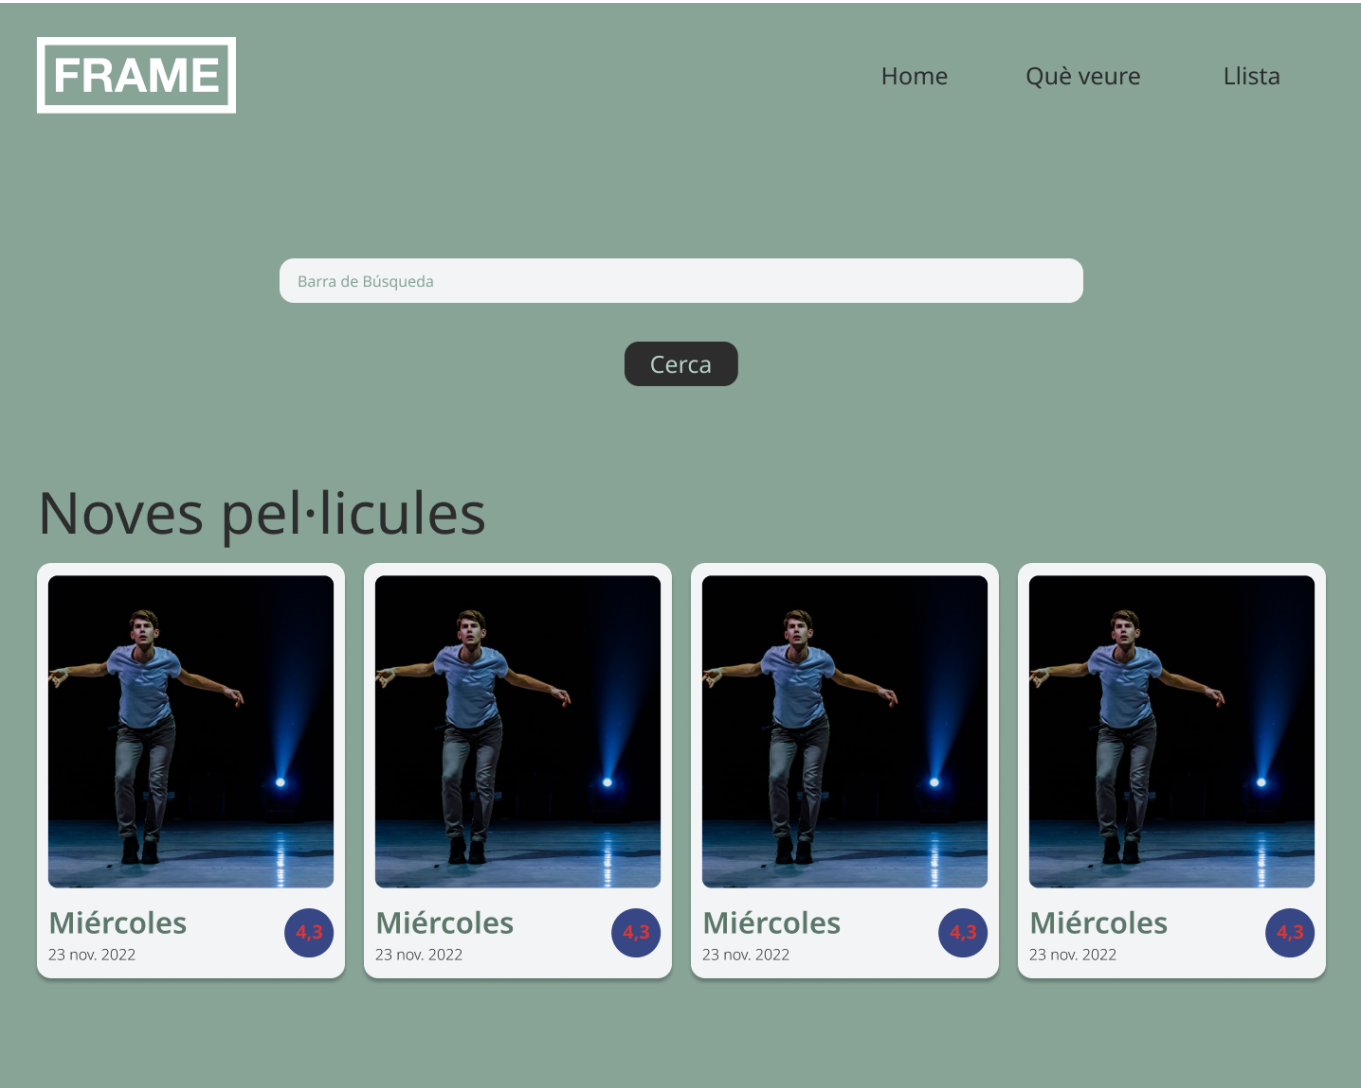 FRAME
Home
Què veure
Llista
Barra de Búsqueda
Cerca
Noves pel·licules
Miércoles
23 nov. 2022
4,3
Miércoles
23 nov. 2022
4,3
Miércoles
23 nov. 2022
4,3
Miércoles
23 nov. 2022
4,3